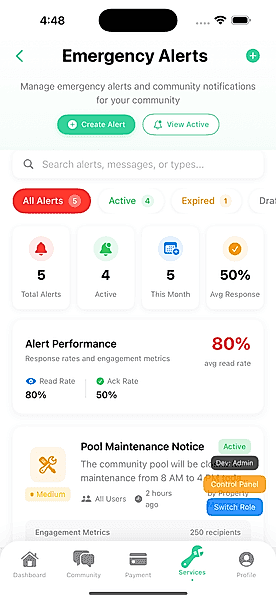 4:48
Emergency Alerts
Manage emergency alerts and community notifications
for your community
Create Alert
View Active
Search alerts, messages, or types...
All Alerts 5
Active 4
Expired 1
Draf
5
Total Alerts
4
Active
5
This Month
50%
Avg Response
Alert Performance
Response rates and engagement metrics
80%
avg read rate
Read Rate
80%
Ack Rate
50%
Pool Maintenance Notice
Active
The community pool will be cl
maintenance from 8 AM to 4 PM
Medium
All Users
2 hours
ago
by Property
Dev: Admin
Control Panel
Switch Role
Engagement Metrics
250 recipients
Dashboard
Community
Payment
Services
Profile